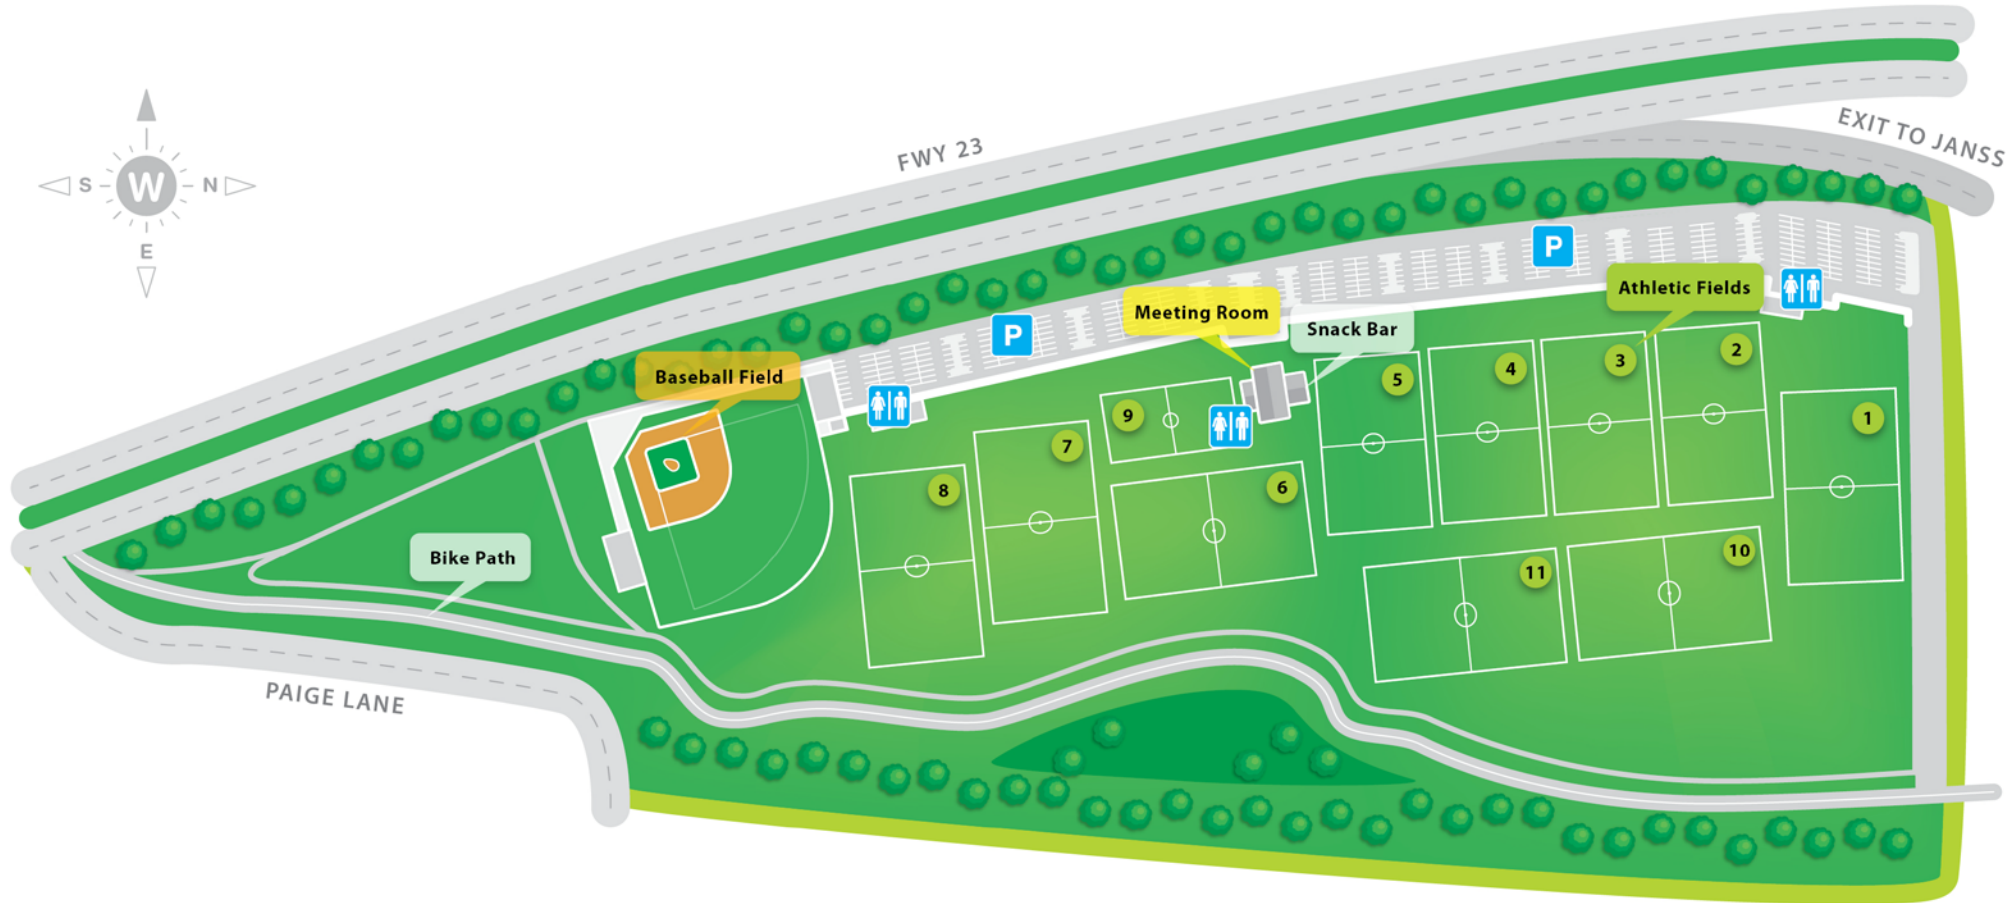 EXIT TO JANSS
FWY 23
W
S
N
E
P
P
Athletic Fields
Meeting Room
Snack Bar
Baseball Field
2
3
4
5
1
9
7
8
6
10
11
Bike Path
PAIGE LANE